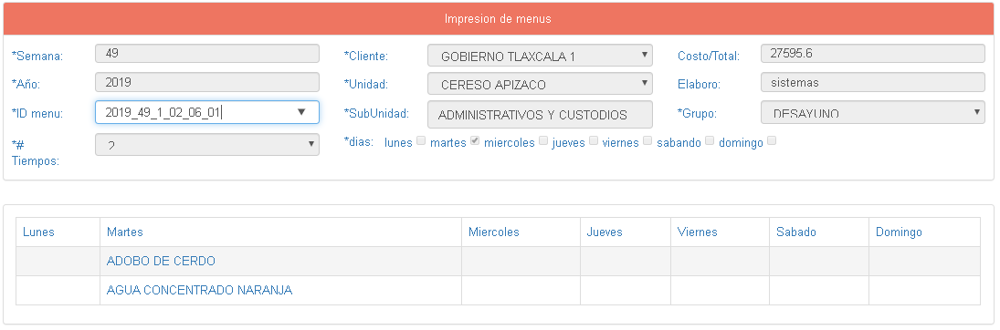 Impresion de menus
*Semana: 49 *Cliente: GOBIERNO TLAXCALA 1 Costo/Total: 27595.6
*Año: 2019 *Unidad: CERESO APIZACO Elaboro: sistemas
*ID menu: 2019_49_1_02_06_01 *SubUnidad: ADMINISTRATIVOS Y CUSTODIOS *Grupo: DESAYUNO
*# Tiempos: 2 *dias: lunes martes miercoles jueves viernes sabando domingo
Lunes Martes Miercoles Jueves Viernes Sabado Domingo
ADOBO DE CERDO
AGUA CONCENTRADO NARANJA